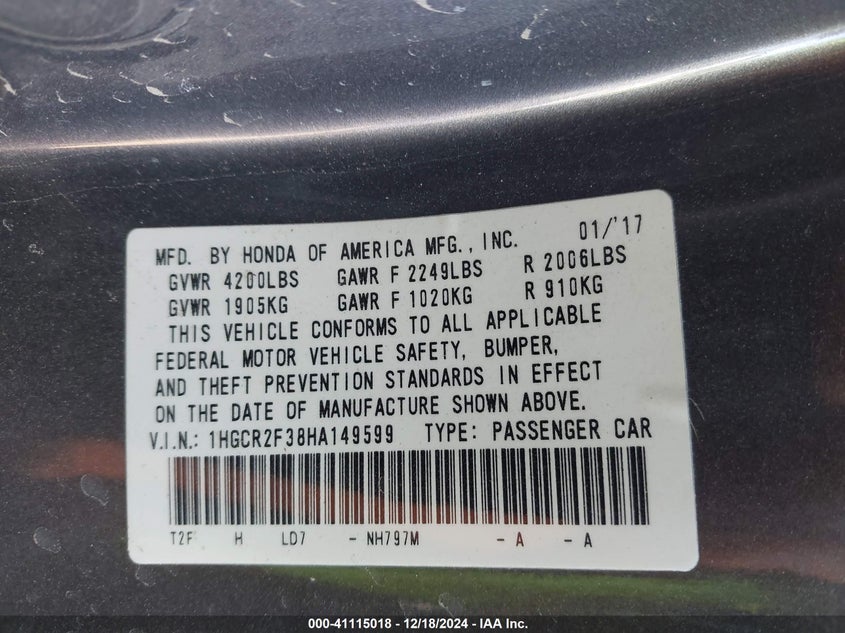 MFD. BY HONDA OF AMERICA MFG., INC. 01/'17
GVWR 4200LBS GAWR F 2249LBS R 2006LBS
GVWR 1905KG GAWR F 1020KG R 910KG
THIS VEHICLE CONFORMS TO ALL APPLICABLE
FEDERAL MOTOR VEHICLE SAFETY, BUMPER,
AND THEFT PREVENTION STANDARDS IN EFFECT
ON THE DATE OF MANUFACTURE SHOWN ABOVE.
V.I.N.: 1HGCR2F38HA149599 TYPE: PASSENGER CAR
T2F H LD7 - NH797M - A - A
000-41115018 - 12/18/2024 - IAA Inc.